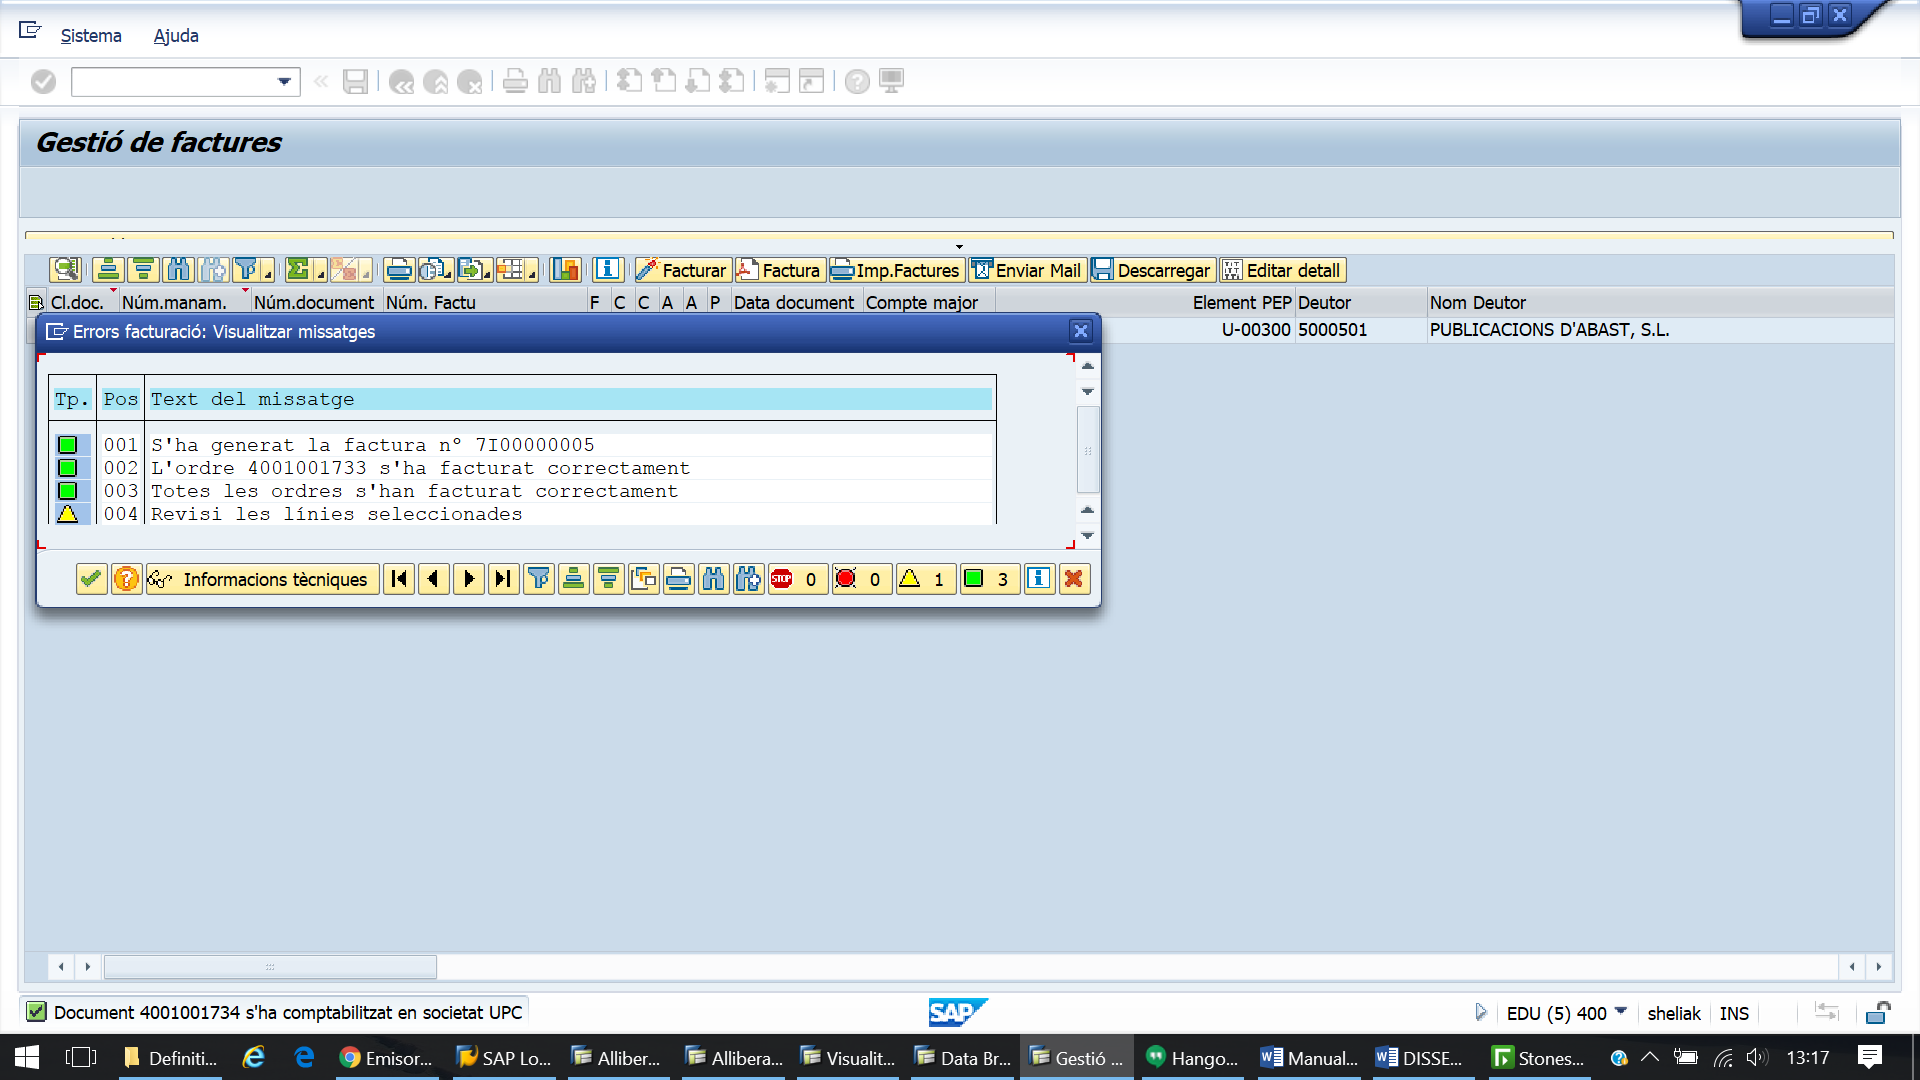 Sistema Ajuda
Gestió de factures
Facturar Factura Imp.Factures Enviar Mail Descarregar Editar detall
Cl.doc. Núm.manam. Núm.document Núm. Factu F C C A A P Data document Compte major Element PEP Deutor Nom Deutor
U-00300 5000501 PUBLICACIONS D'ABAST, S.L.
Errors facturació: Visualitzar missatges
Tp. Pos Text del missatge
001 S'ha generat la factura nº 7I00000005
002 L'ordre 4001001733 s'ha facturat correctament
003 Totes les ordres s'han facturat correctament
004 Revisi les línies seleccionades
Informacions tècniques STOP 0 0 1 3
Document 4001001734 s'ha comptabilitzat en societat UPC
SAP
EDU (5) 400 sheliak INS
Definiti... Emisor... SAP Lo... Alliber... Allibera... Visualit... Data Br... Gestió ... Hango... Manual... DISSE... Stones... 13:17